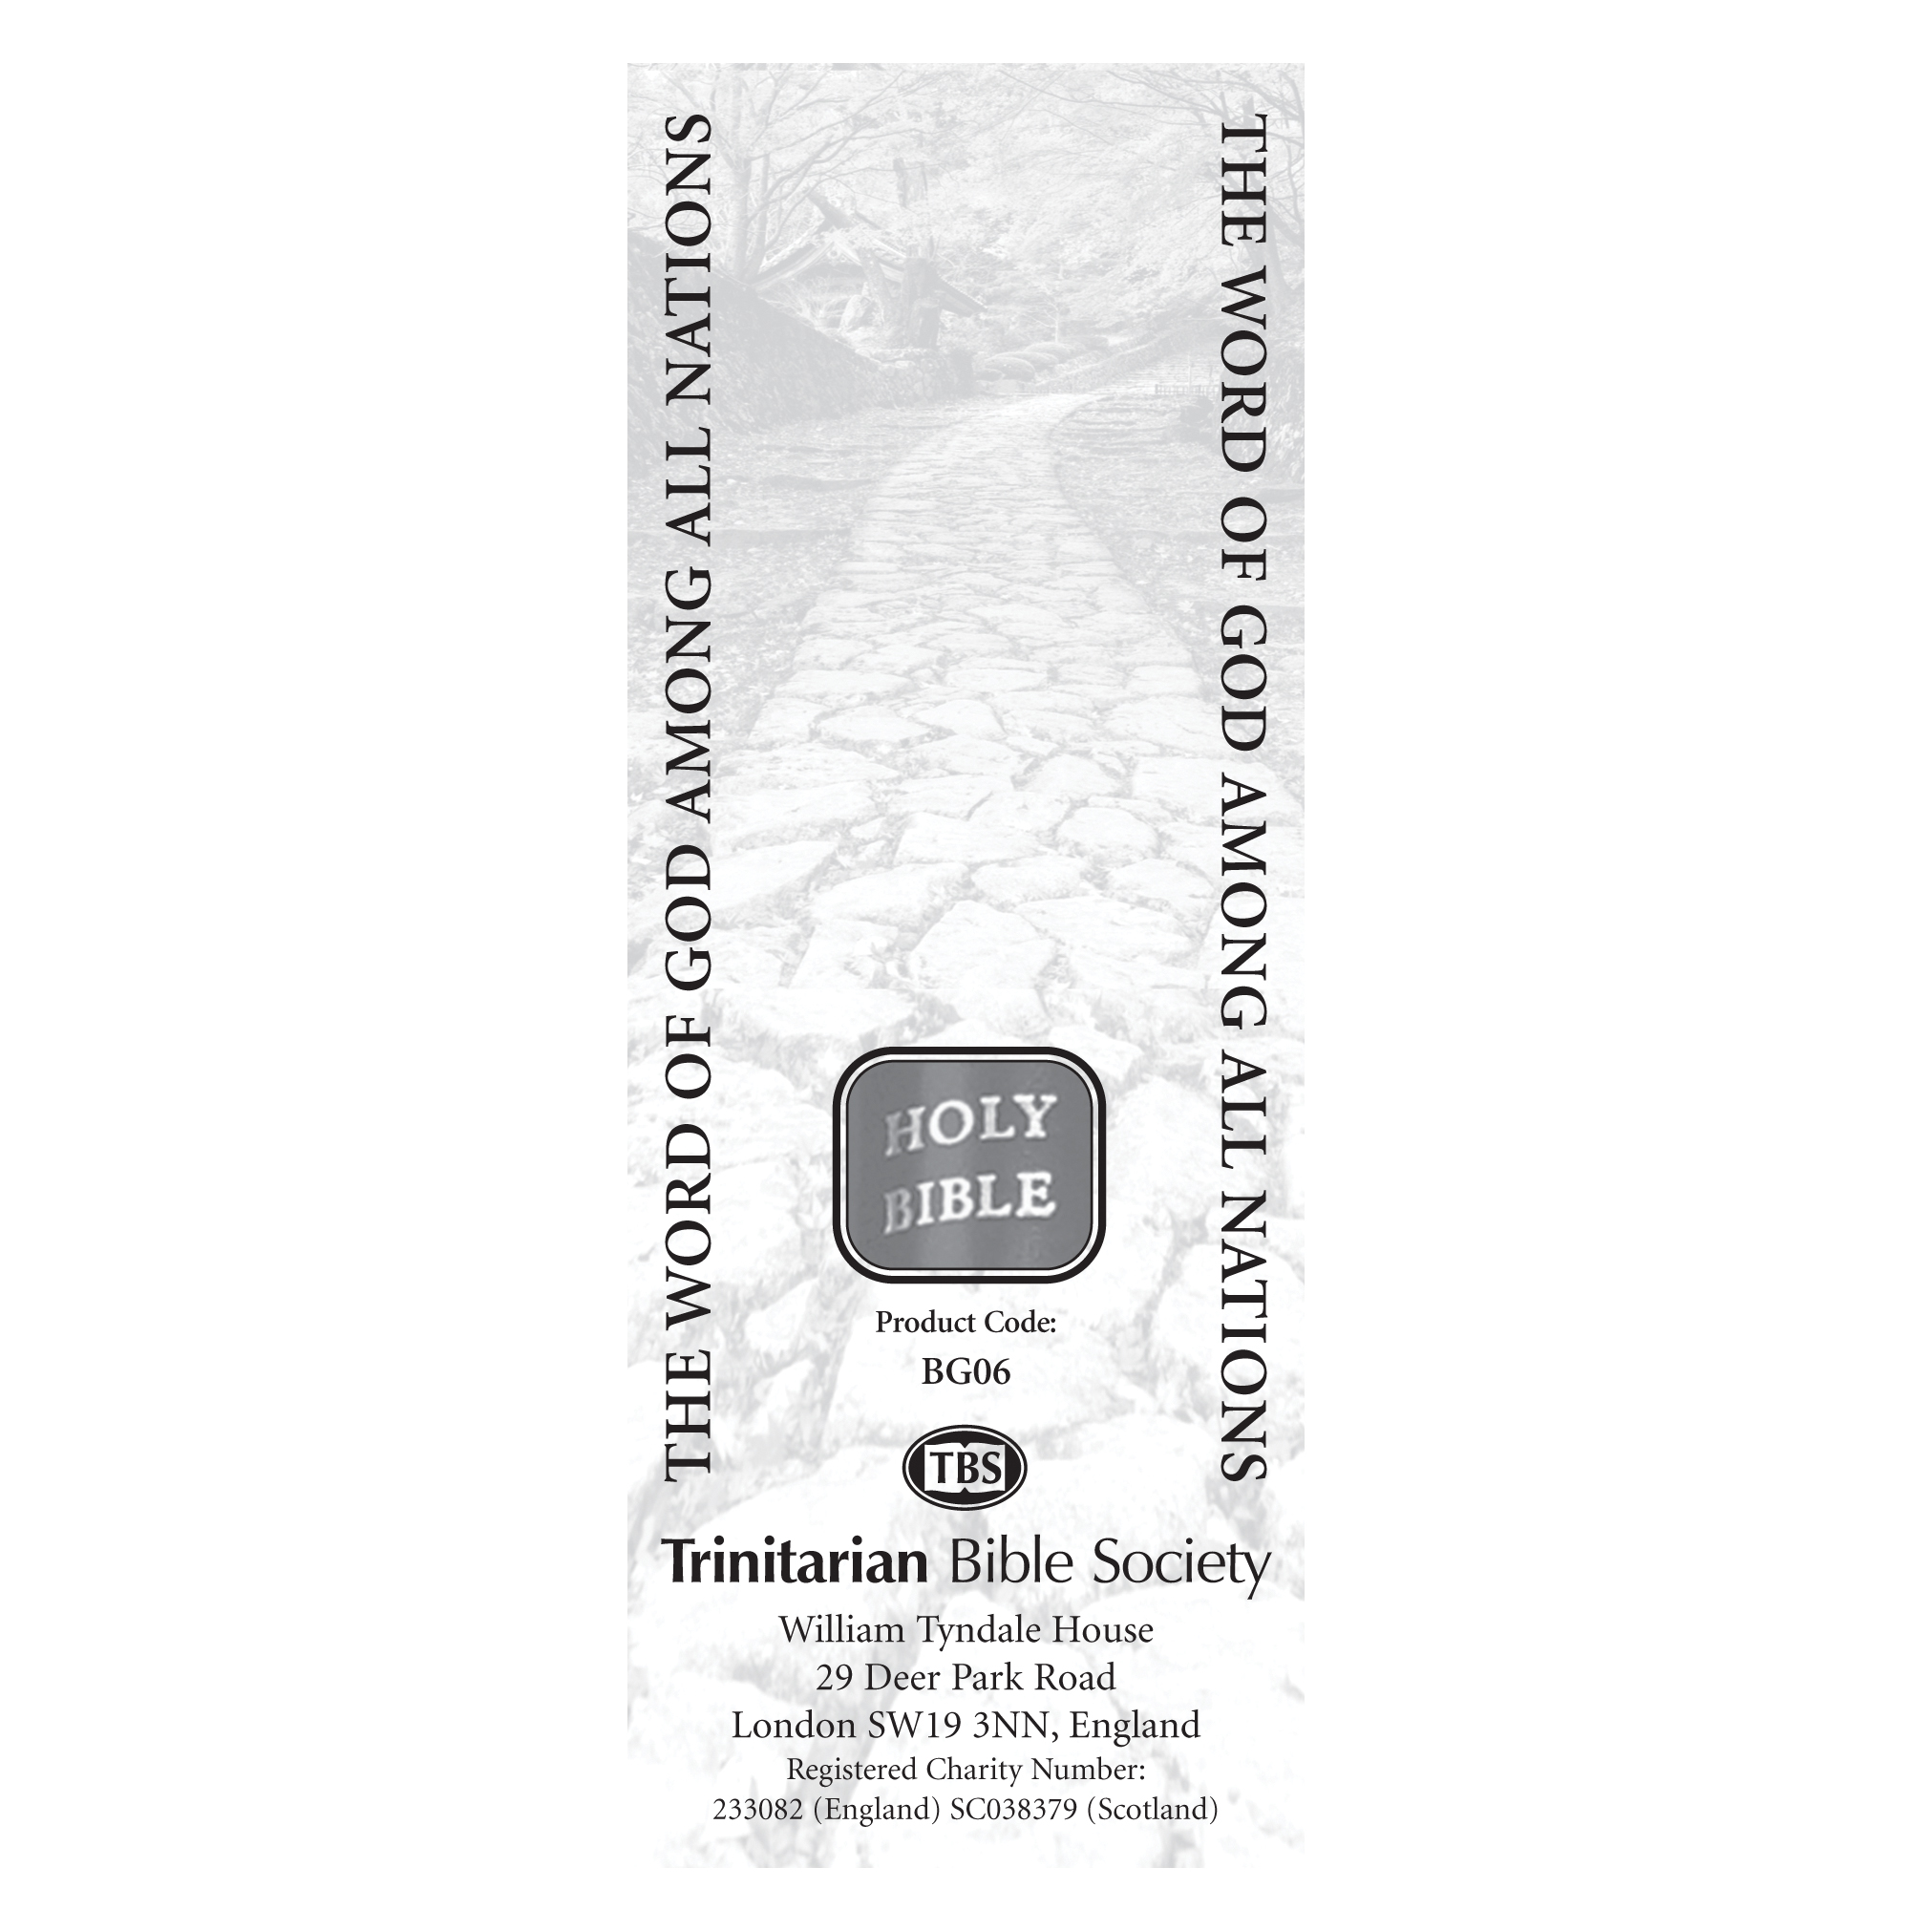 THE WORD OF GOD AMONG ALL NATIONS
THE WORD OF GOD AMONG ALL NATIONS
HOLY
BIBLE
Product Code:
BG06
TBS
Trinitarian Bible Society
William Tyndale House
29 Deer Park Road
London SW19 3NN, England
Registered Charity Number:
233082 (England) SC038379 (Scotland)